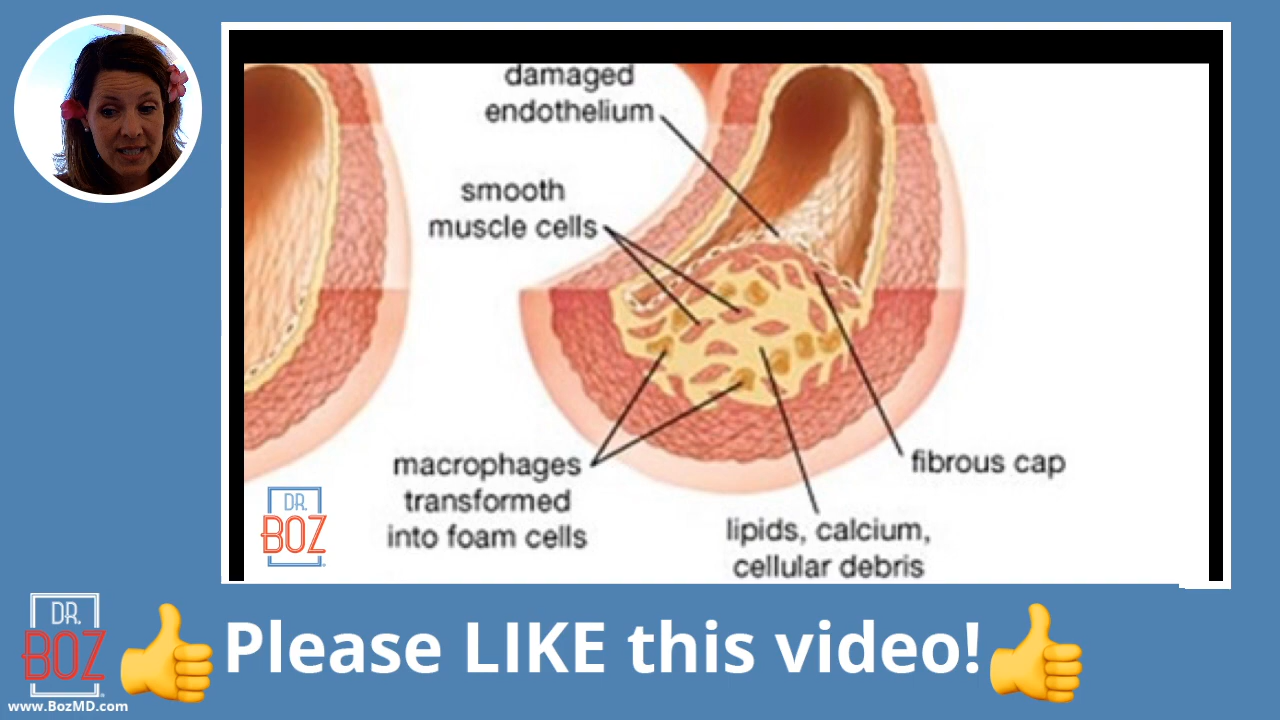 damaged
endothelium
smooth
muscle cells
macrophages
transformed
into foam cells
fibrous cap
lipids, calcium,
cellular debris
DR.
BOZ
DR.
BOZ
Please LIKE this video!
www.BozMD.com